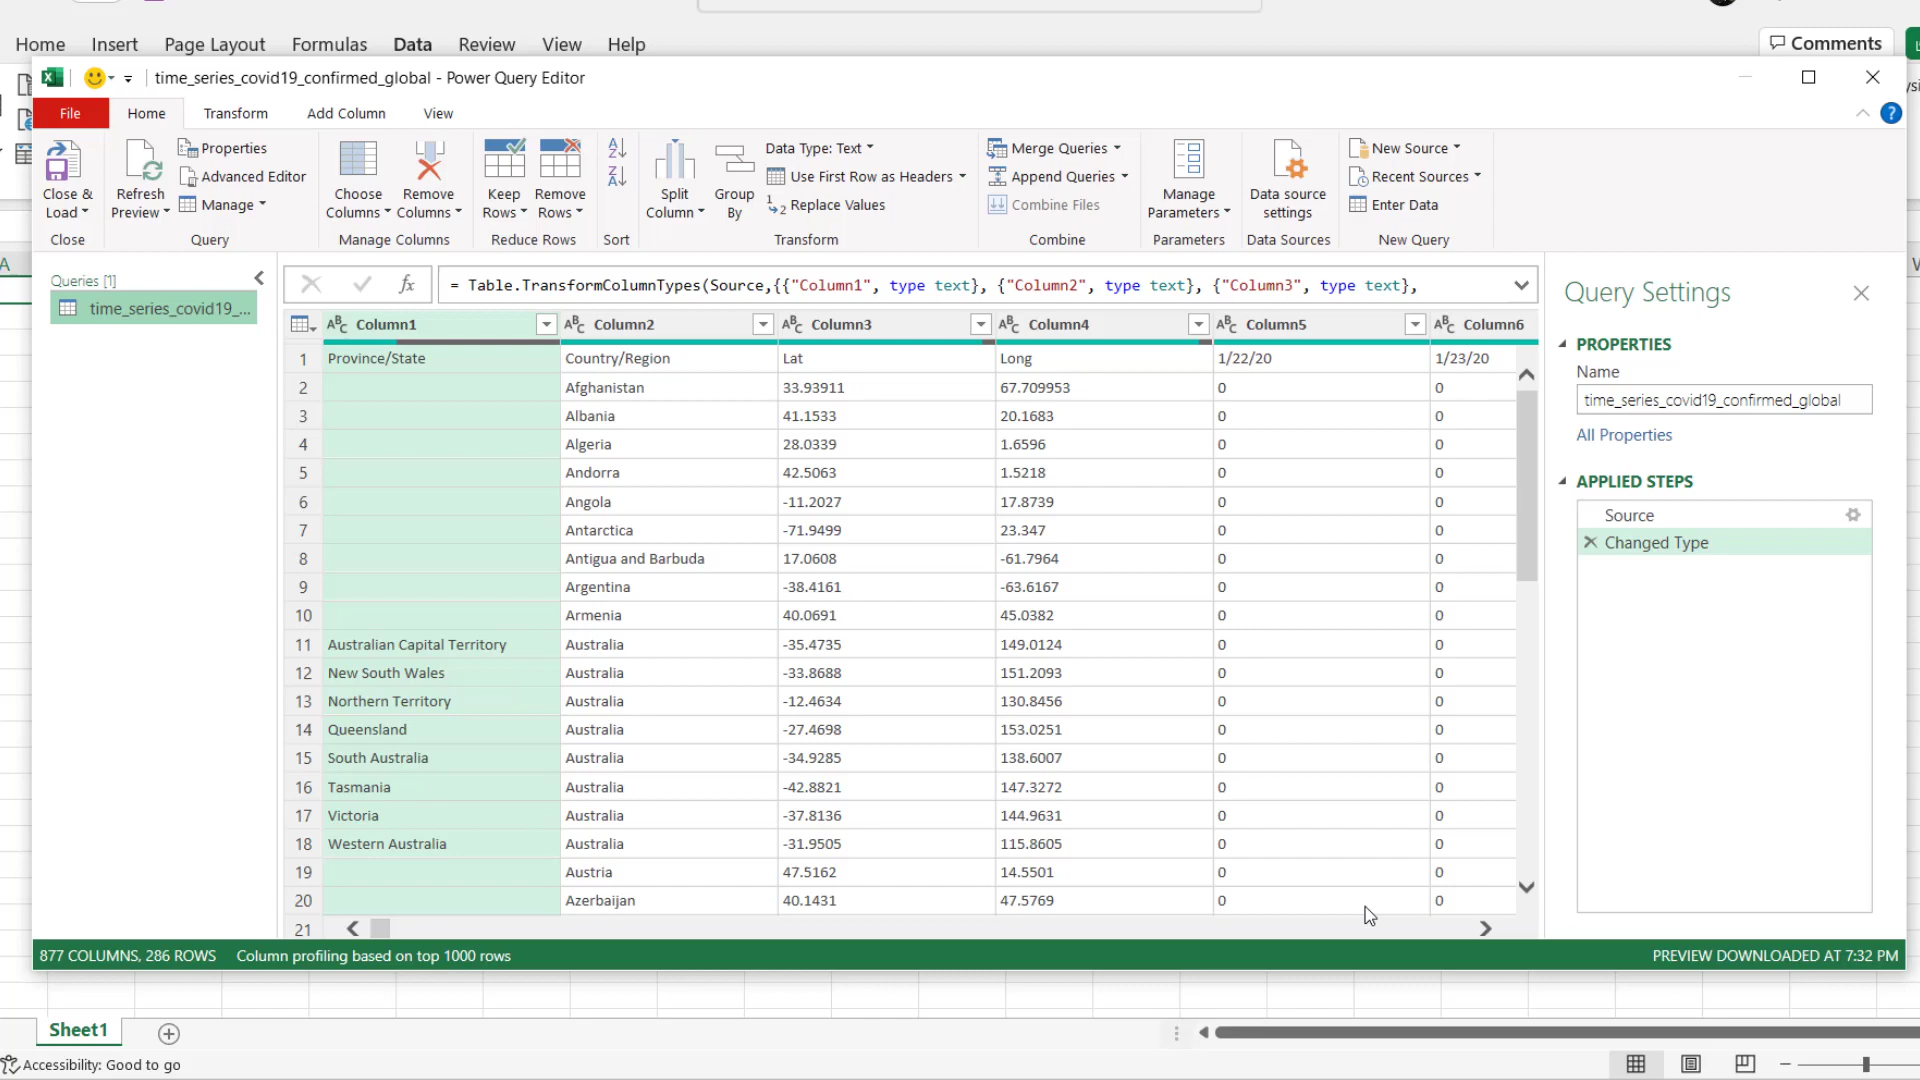 Home Insert Page Layout Formulas Data Review View Help Comments
time_series_covid19_confirmed_global - Power Query Editor
File Home Transform Add Column View
Close & Load
Close
Refresh Preview
Properties
Advanced Editor
Manage
Query
Choose Columns
Remove Columns
Manage Columns
Keep Rows
Remove Rows
Reduce Rows
Sort
Split Column
Group By
Data Type: Text
Use First Row as Headers
Replace Values
Transform
Merge Queries
Append Queries
Combine Files
Combine
Manage Parameters
Parameters
Data source settings
Data Sources
New Source
Recent Sources
Enter Data
New Query
Queries [1]
time_series_covid19_...
fx = Table.TransformColumnTypes(Source,{{"Column1", type text}, {"Column2", type text}, {"Column3", type text},
ABC Column1 ABC Column2 ABC Column3 ABC Column4 ABC Column5 ABC Column6
1 Province/State Country/Region Lat Long 1/22/20 1/23/20
2 Afghanistan 33.93911 67.709953 0 0
3 Albania 41.1533 20.1683 0 0
4 Algeria 28.0339 1.6596 0 0
5 Andorra 42.5063 1.5218 0 0
6 Angola -11.2027 17.8739 0 0
7 Antarctica -71.9499 23.347 0 0
8 Antigua and Barbuda 17.0608 -61.7964 0 0
9 Argentina -38.4161 -63.6167 0 0
10 Armenia 40.0691 45.0382 0 0
11 Australian Capital Territory Australia -35.4735 149.0124 0 0
12 New South Wales Australia -33.8688 151.2093 0 0
13 Northern Territory Australia -12.4634 130.8456 0 0
14 Queensland Australia -27.4698 153.0251 0 0
15 South Australia Australia -34.9285 138.6007 0 0
16 Tasmania Australia -42.8821 147.3272 0 0
17 Victoria Australia -37.8136 144.9631 0 0
18 Western Australia Australia -31.9505 115.8605 0 0
19 Austria 47.5162 14.5501 0 0
20 Azerbaijan 40.1431 47.5769 0 0
21
Query Settings
PROPERTIES
Name
time_series_covid19_confirmed_global
All Properties
APPLIED STEPS
Source
Changed Type
877 COLUMNS, 286 ROWS Column profiling based on top 1000 rows PREVIEW DOWNLOADED AT 7:32 PM
Sheet1
Accessibility: Good to go